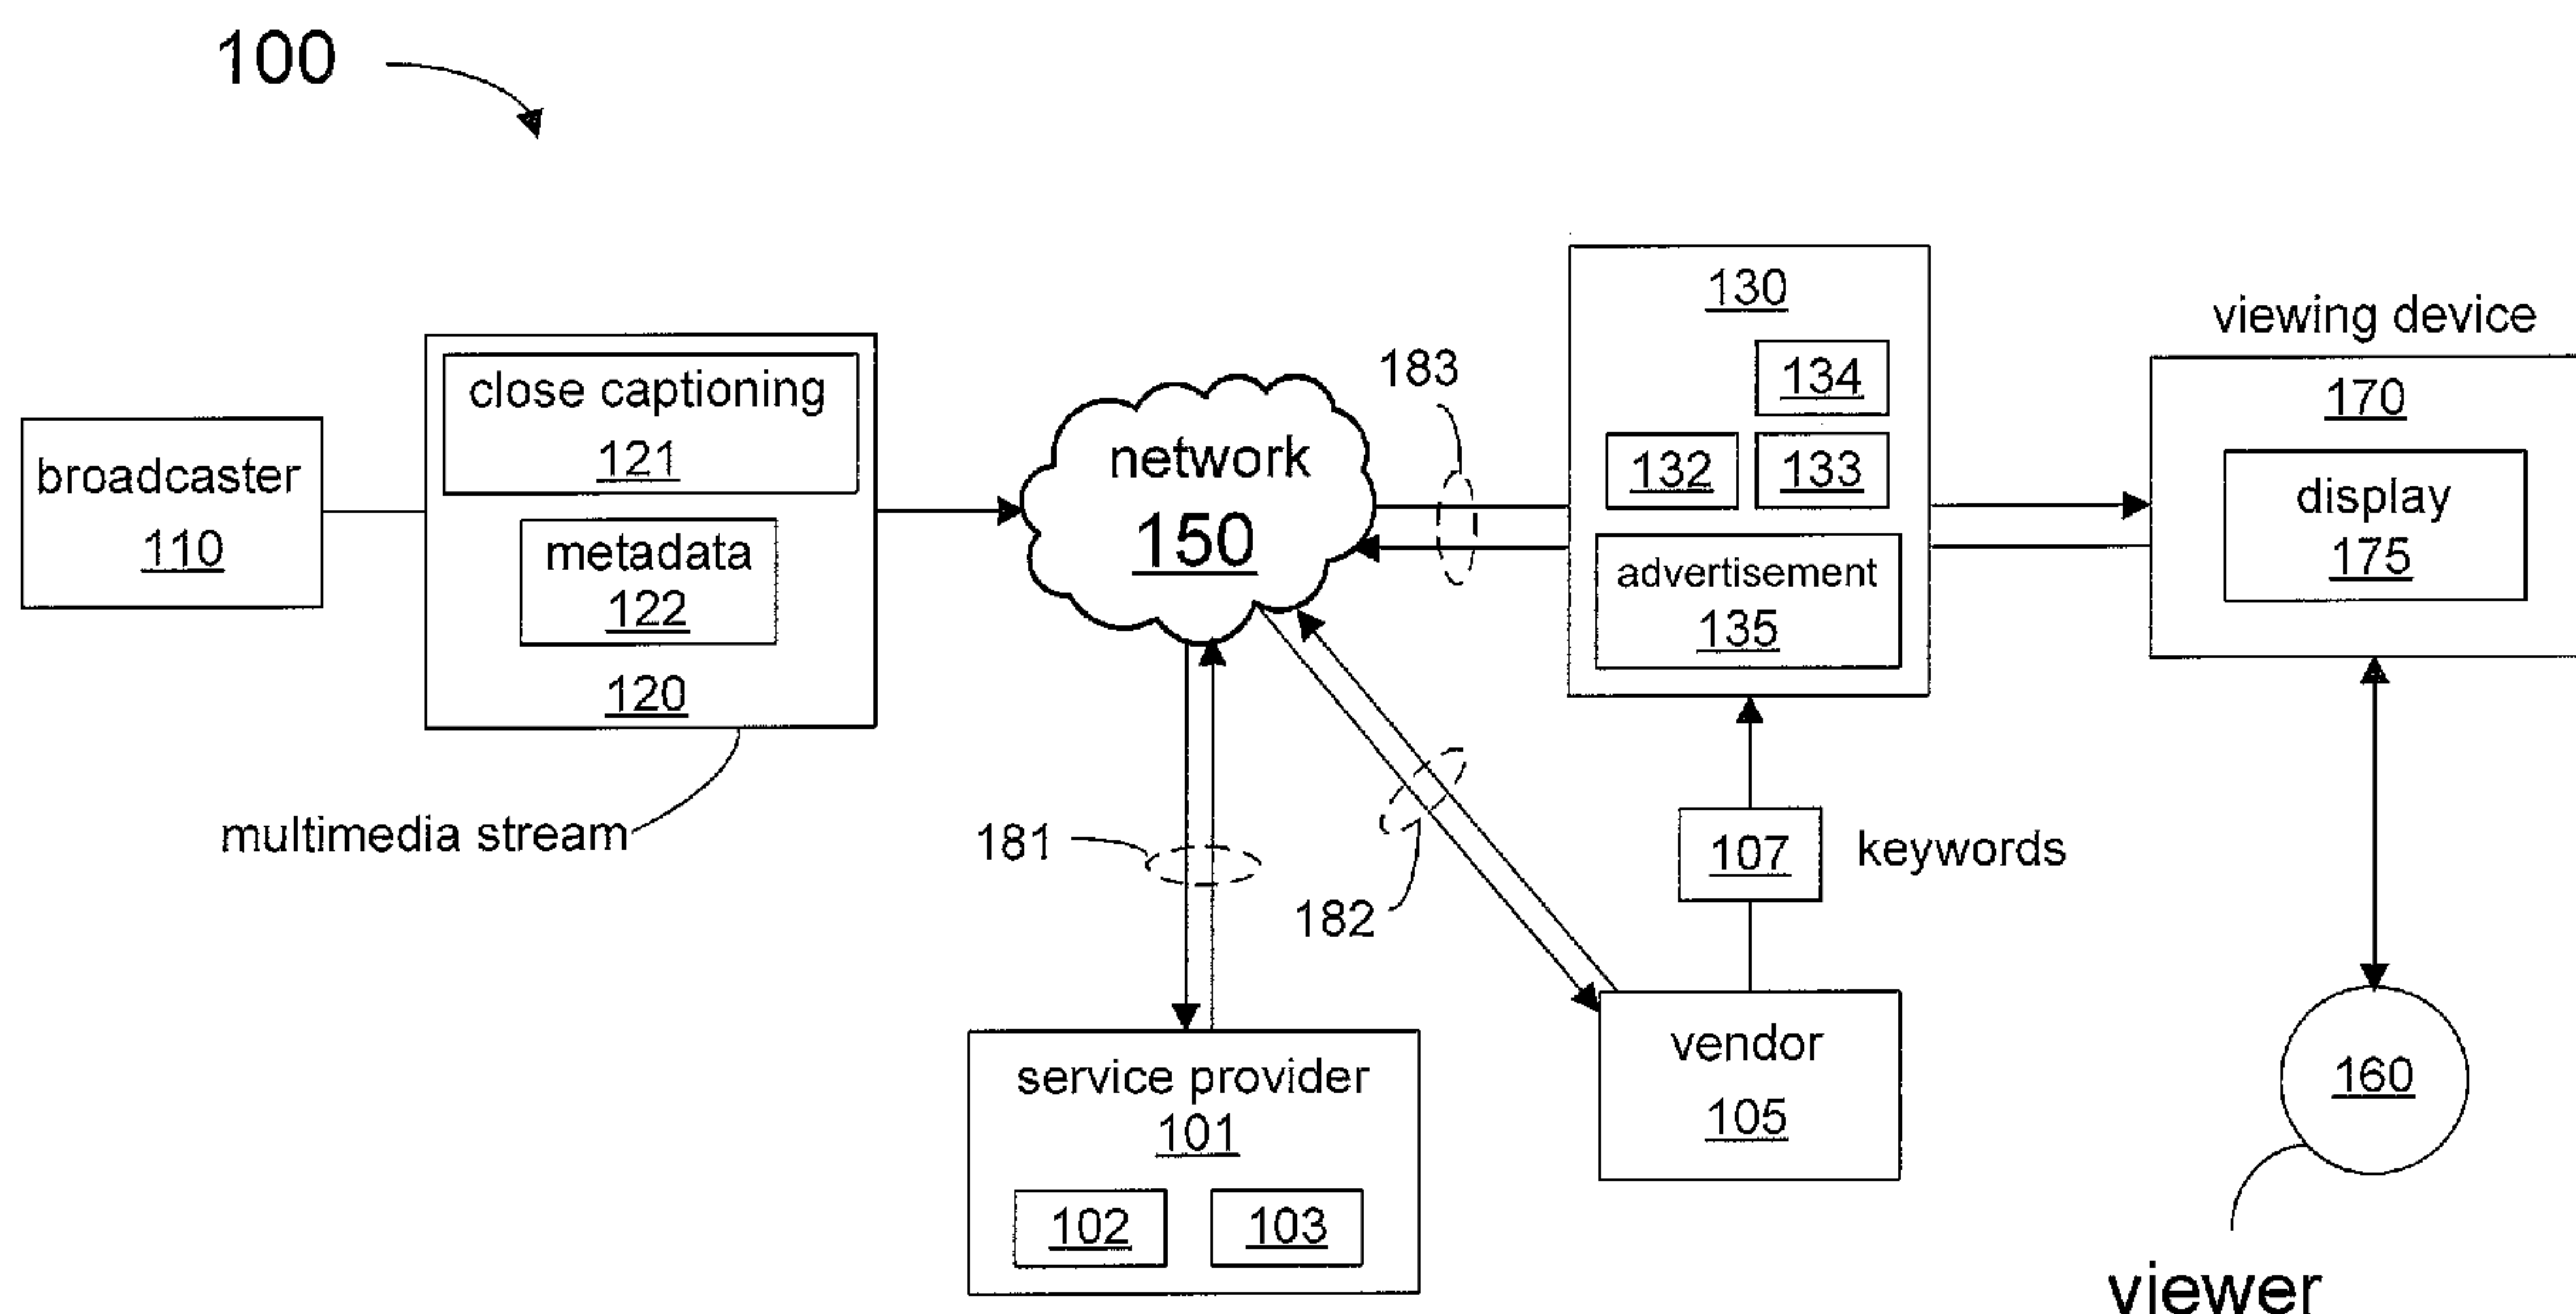 100
broadcaster
110
close captioning
121
metadata
122
120
multimedia stream
network
150
181
182
183
service provider
101
102
103
130
134
132
133
advertisement
135
107
keywords
vendor
105
viewing device
170
display
175
160
viewer